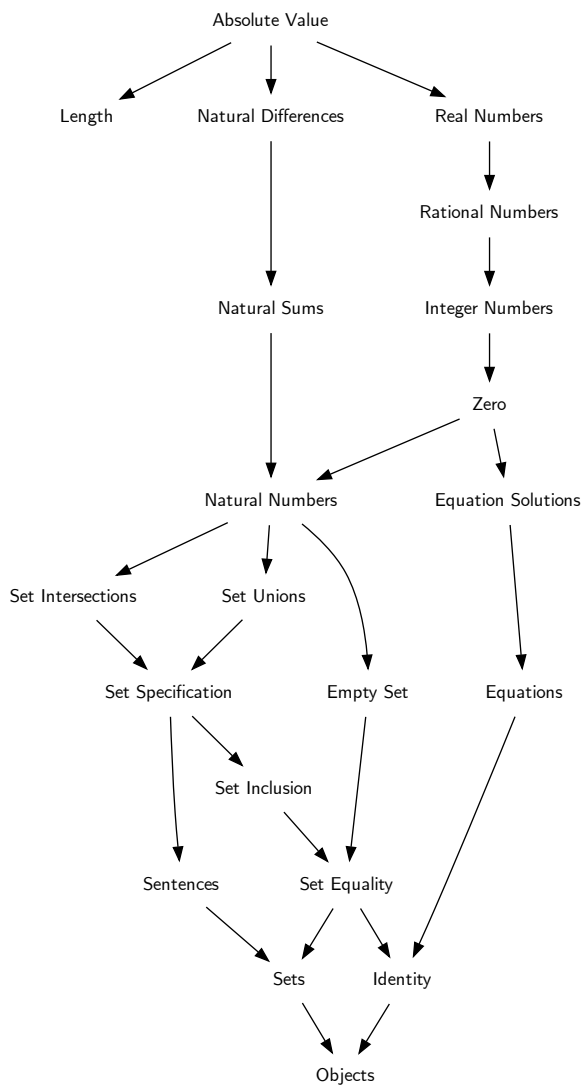 Absolute Value
Length
Natural Differences
Real Numbers
Rational Numbers
Natural Sums
Integer Numbers
Zero
Natural Numbers
Equation Solutions
Set Intersections
Set Unions
Set Specification
Empty Set
Equations
Set Inclusion
Sentences
Set Equality
Sets
Identity
Objects